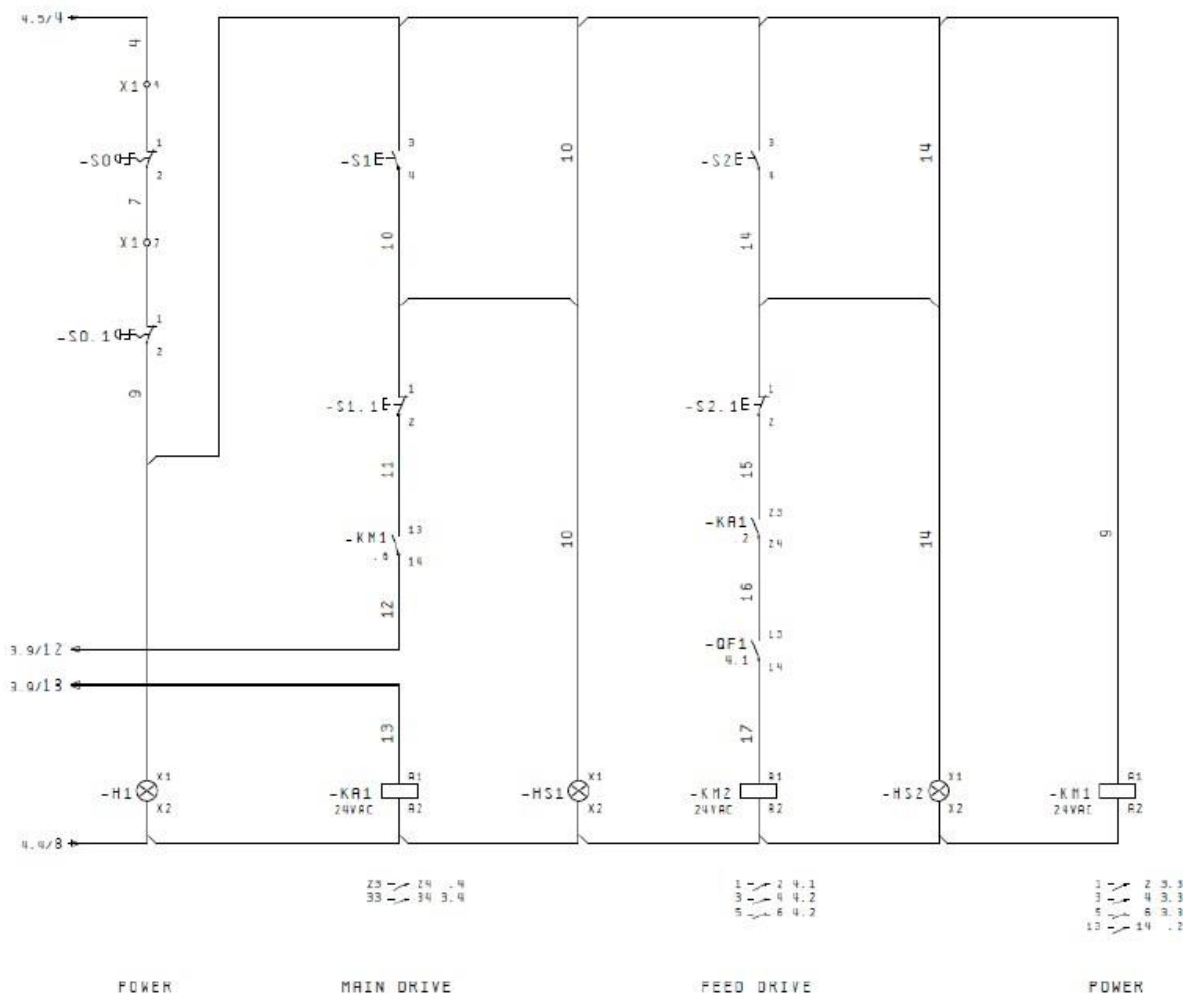 4.5/4
4
X1 4
1
-S0
2
7
X1 7
1
-S0.1
2
9
3
-S1
4
10
10
3
-S2
4
14
14
1
-S1.1
2
11
1
-S2.1
2
15
13
-KM1
14
12
10
23
-KA1
.2 24
16
14
9
3.9/12
3.9/13
13
13
-QF1
4.1 14
17
X1
-H1
X2
A1
-KA1
24VAC A2
X1
-HS1
X2
A1
-KM2
24VAC A2
X1
-HS2
X2
A1
-KM1
24VAC A2
4.4/8
23 24 .4
33 34 3.4
1 2 4.1
3 4 4.2
5 6 4.2
1 2 3.3
3 4 3.3
5 6 3.3
13 14 .2
POWER MAIN DRIVE FEED DRIVE POWER